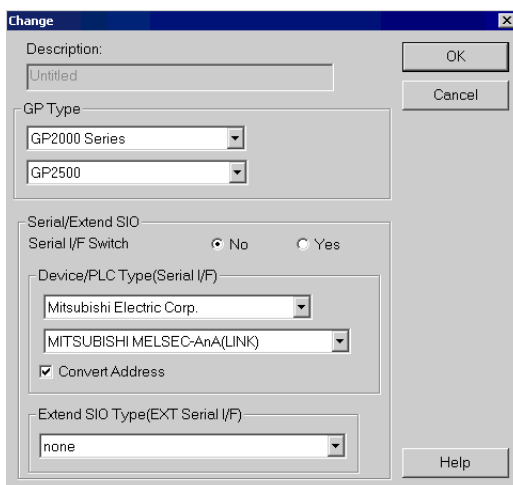 Change
Description:
Untitled
OK
Cancel
GP Type
GP2000 Series
GP2500
Serial/Extend SIO
Serial I/F Switch No Yes
Device/PLC Type(Serial I/F)
Mitsubishi Electric Corp.
MITSUBISHI MELSEC-AnA(LINK)
Convert Address
Extend SIO Type(EXT Serial I/F)
none
Help